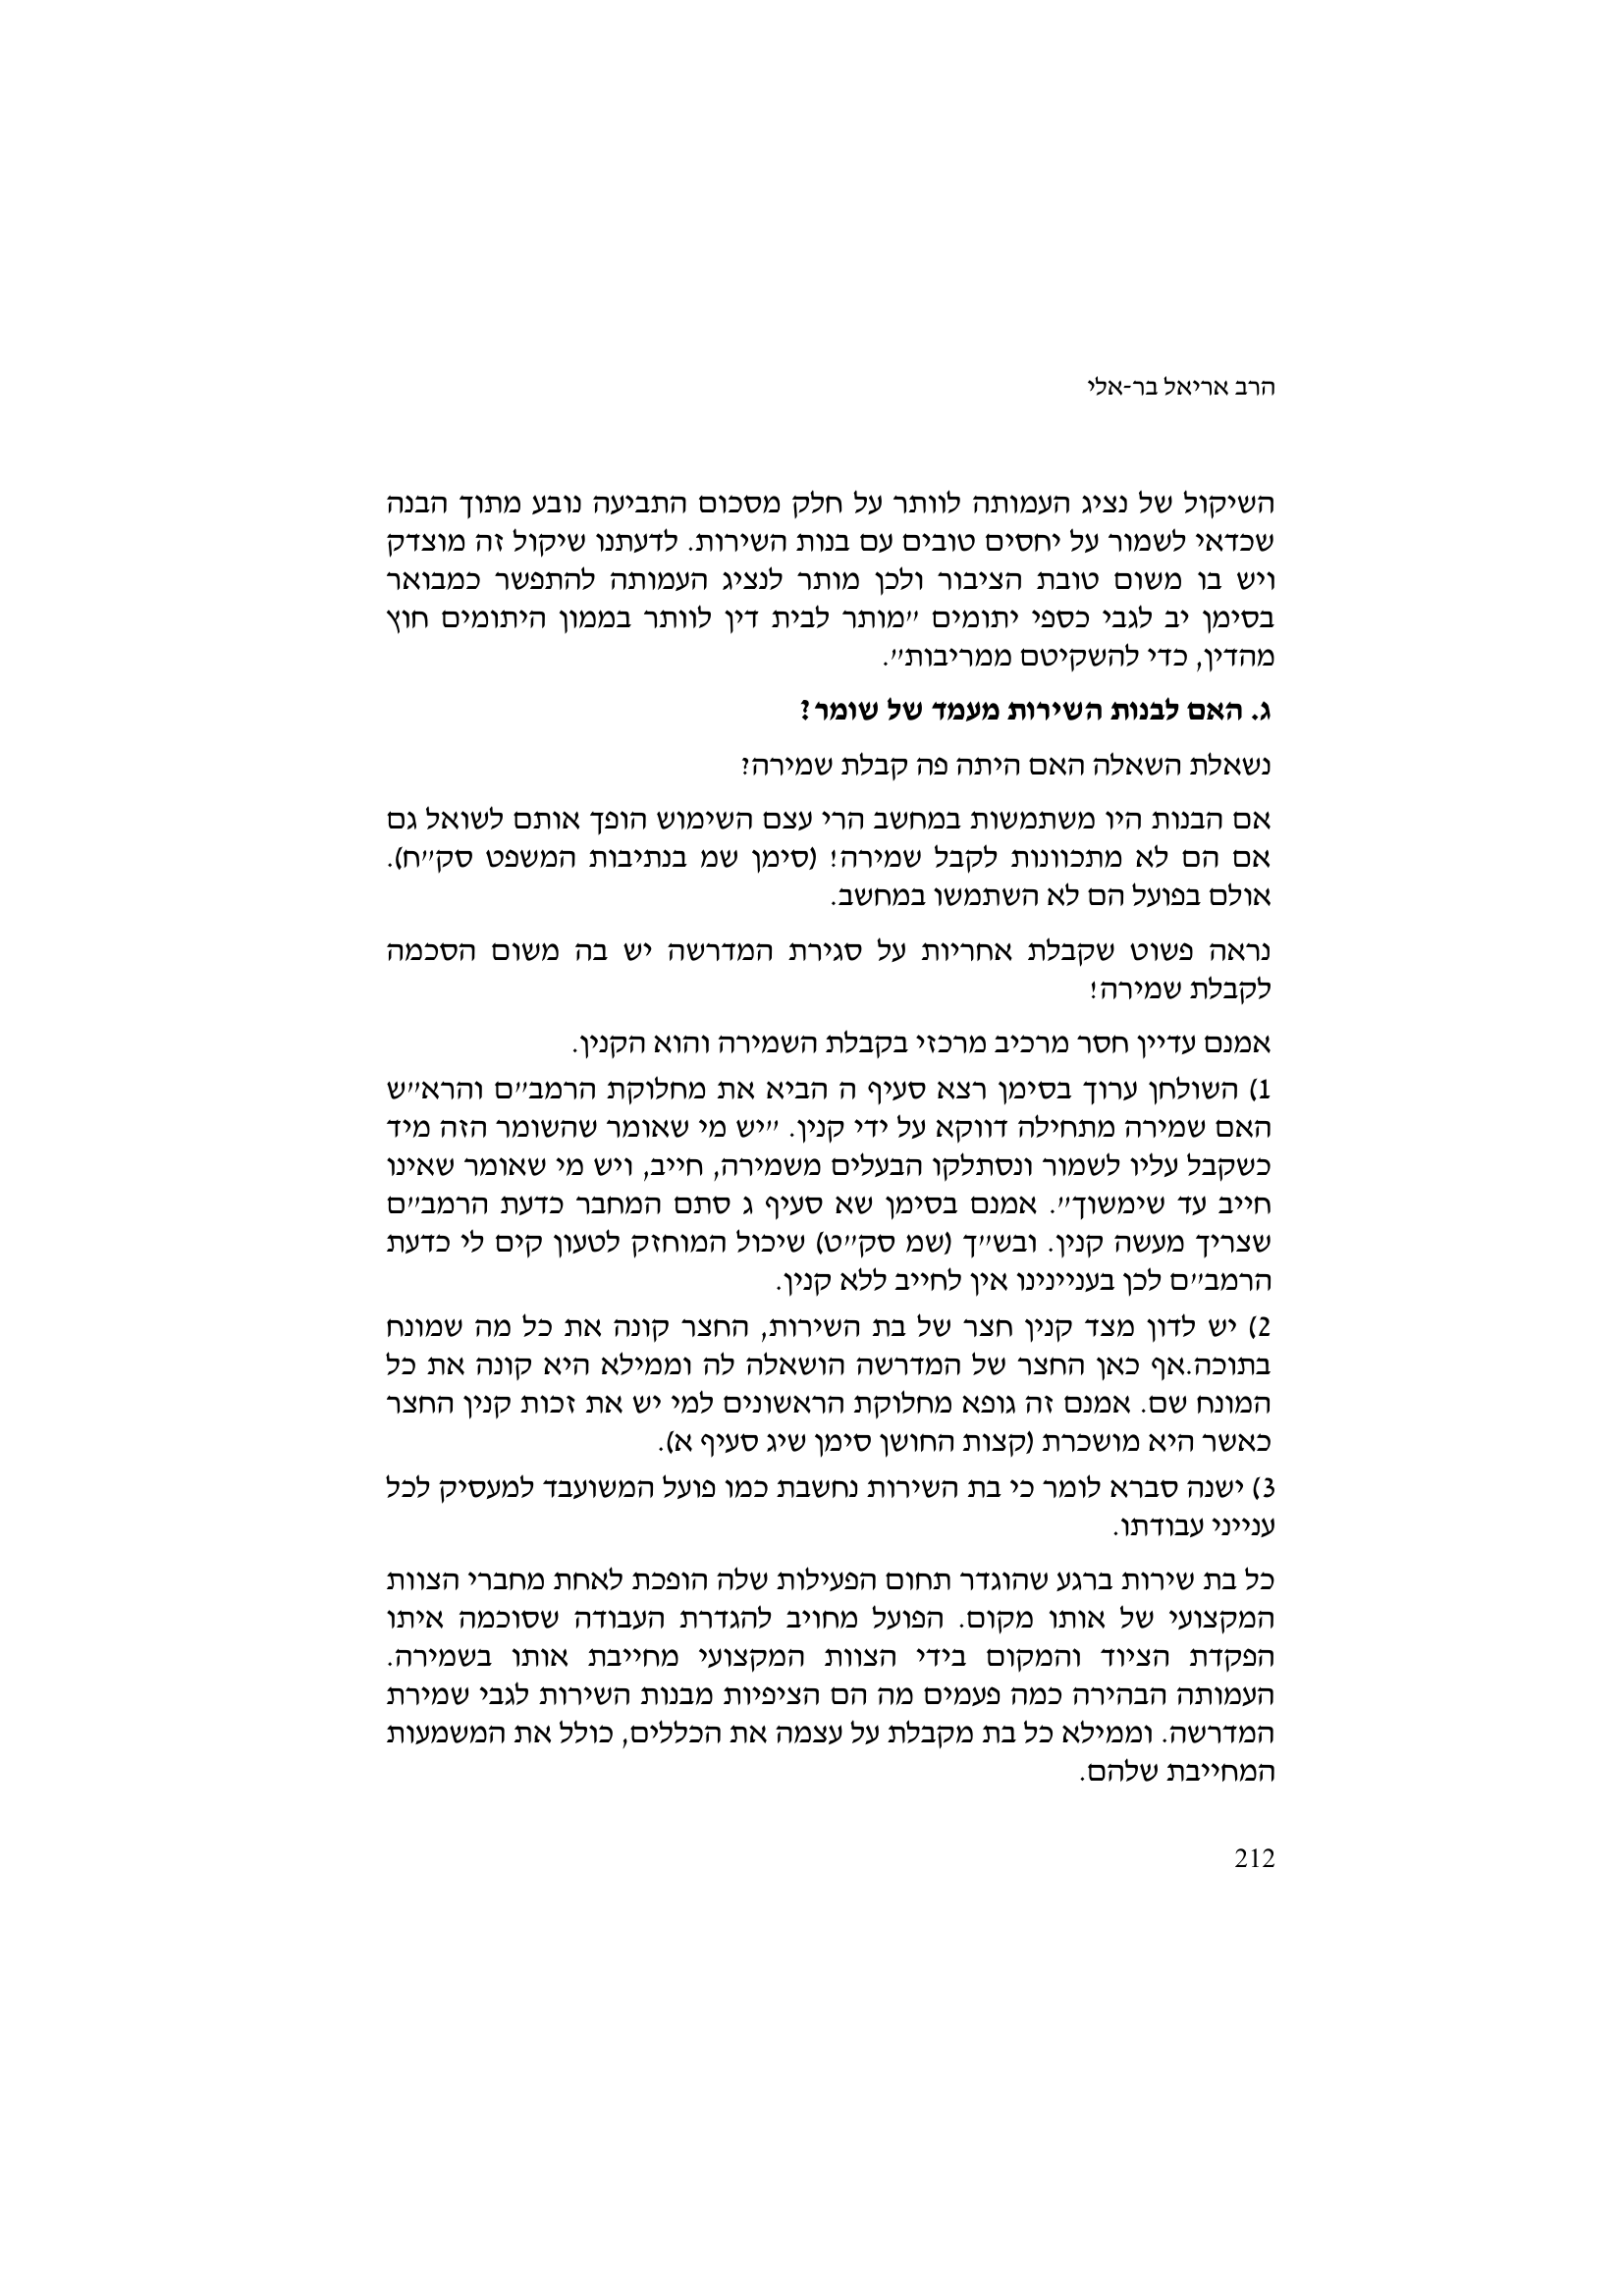 הרב אריאל בר-אלי
השיקול של נציג העמותה לוותר על חלק מסכום התביעה נובע מתוך הבנה
שכדאי לשמור על יחסים טובים עם בנות השירות. לדעתנו שיקול זה מוצדק
ויש בו משום טובת הציבור ולכן מותר לנציג העמותה להתפשר כמבואר
בסימן יב לגבי כספי יתומים "מותר לבית דין לוותר בממון היתומים חוץ
מהדין, כדי להשקיטם ממריבות".
ג. האם לבנות השירות מעמד של שומר?
נשאלת השאלה האם היתה פה קבלת שמירה?
אם הבנות היו משתמשות במחשב הרי עצם השימוש הופך אותם לשואל גם
אם הם לא מתכוונות לקבל שמירה! (סימן שמ בנתיבות המשפט סק"ח).
אולם בפועל הם לא השתמשו במחשב.
נראה פשוט שקבלת אחריות על סגירת המדרשה יש בה משום הסכמה
לקבלת שמירה!
אמנם עדיין חסר מרכיב מרכזי בקבלת השמירה והוא הקנין.
1) השולחן ערוך בסימן רצא סעיף ה הביא את מחלוקת הרמב"ם והרא"ש
האם שמירה מתחילה דווקא על ידי קנין. "יש מי שאומר שהשומר הזה מיד
כשקבל עליו לשמור ונסתלקו הבעלים משמירה, חייב, ויש מי שאומר שאינו
חייב עד שימשוך". אמנם בסימן שא סעיף ג סתם המחבר כדעת הרמב"ם
שצריך מעשה קנין. ובש"ך (שמ סק"ט) שיכול המוחזק לטעון קים לי כדעת
הרמב"ם לכן בעניינינו אין לחייב ללא קנין.
2) יש לדון מצד קנין חצר של בת השירות, החצר קונה את כל מה שמונח
בתוכה.אף כאן החצר של המדרשה הושאלה לה וממילא היא קונה את כל
המונח שם. אמנם זה גופא מחלוקת הראשונים למי יש את זכות קנין החצר
כאשר היא מושכרת (קצות החושן סימן שיג סעיף א).
3) ישנה סברא לומר כי בת השירות נחשבת כמו פועל המשועבד למעסיק לכל
ענייני עבודתו.
כל בת שירות ברגע שהוגדר תחום הפעילות שלה הופכת לאחת מחברי הצוות
המקצועי של אותו מקום. הפועל מחויב להגדרת העבודה שסוכמה איתו
הפקדת הציוד והמקום בידי הצוות המקצועי מחייבת אותו בשמירה.
העמותה הבהירה כמה פעמים מה הם הציפיות מבנות השירות לגבי שמירת
המדרשה. וממילא כל בת מקבלת על עצמה את הכללים, כולל את המשמעות
המחייבת שלהם.
212